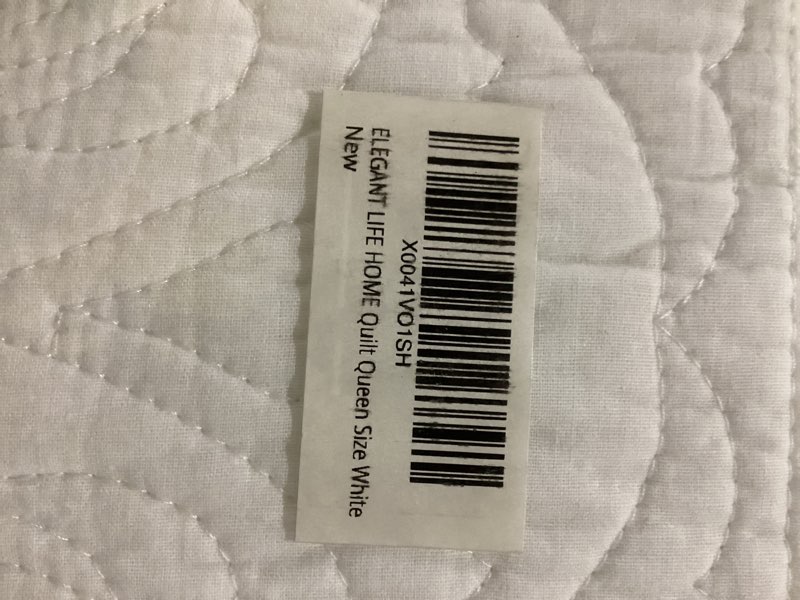 X0041VO1SH
ELEGANT LIFE HOME Quilt Queen Size White
New